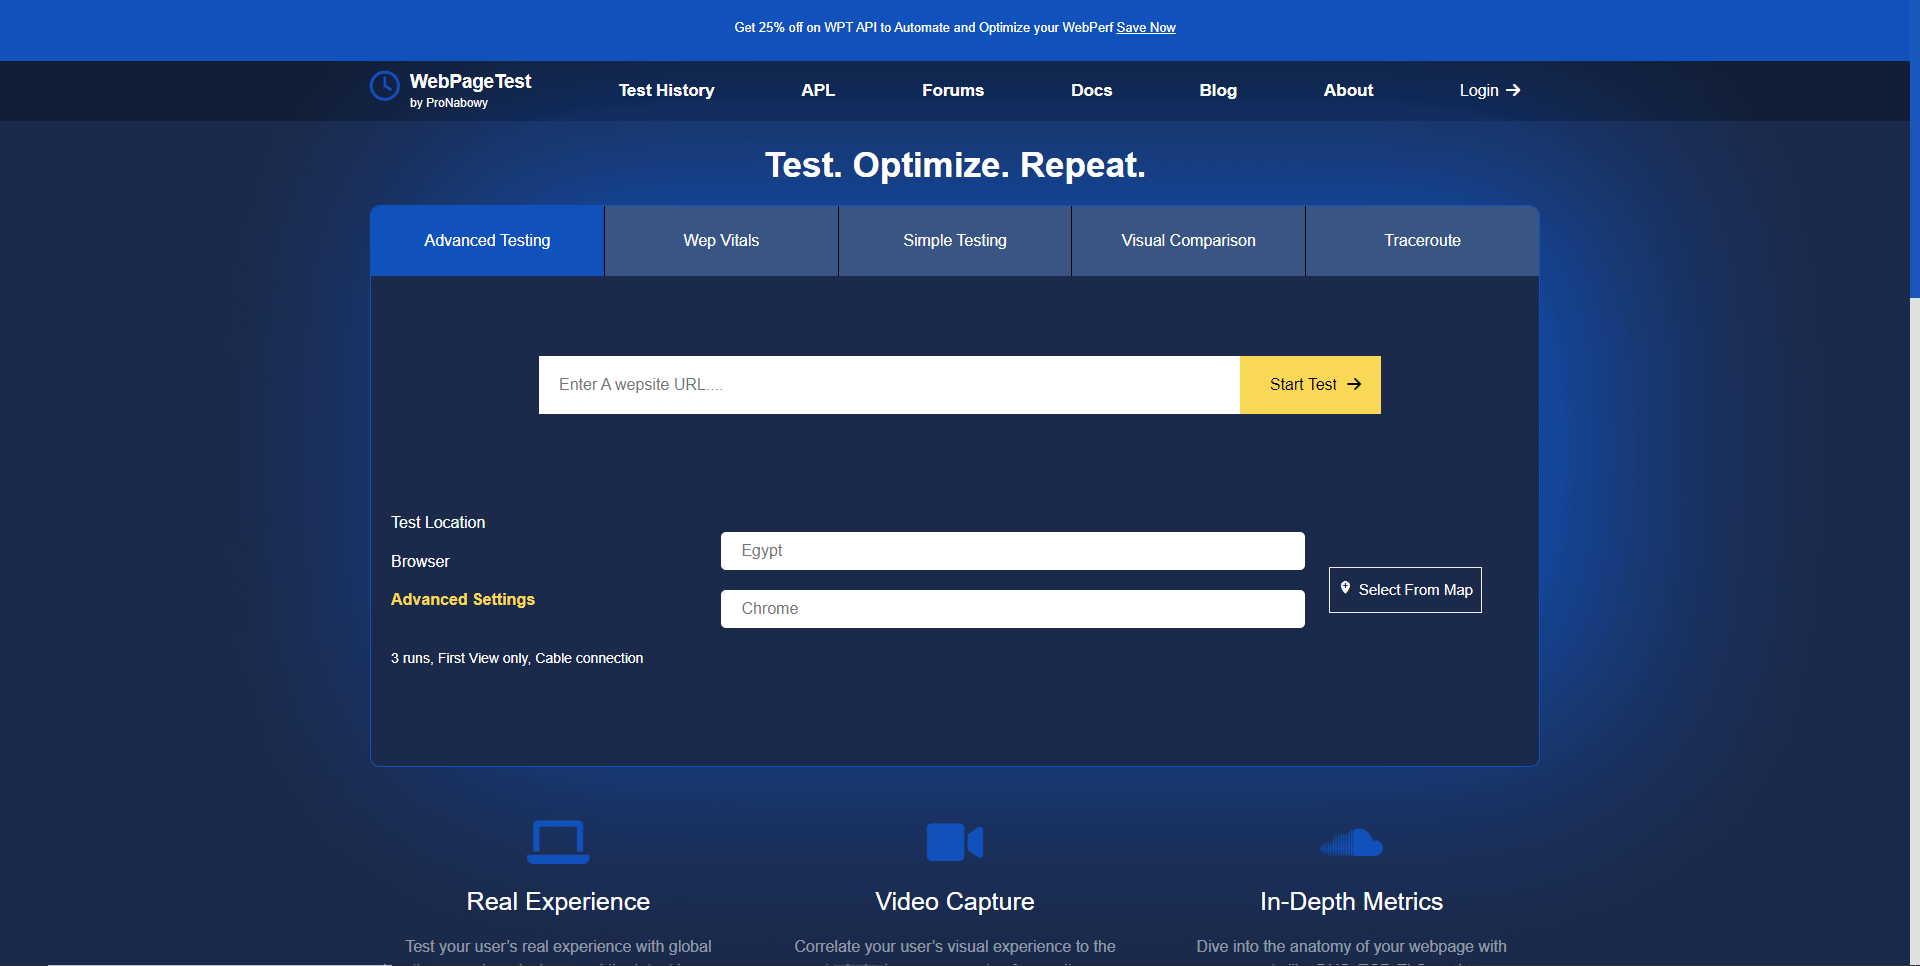 Get 25% off on WPT API to Automate and Optimize your WebPerf Save Now
WebPageTest
by ProNabowy
Test History
APL
Forums
Docs
Blog
About
Login
Test. Optimize. Repeat.
Advanced Testing
Wep Vitals
Simple Testing
Visual Comparison
Traceroute
Enter A wepsite URL....
Start Test
Test Location
Browser
Advanced Settings
3 runs, First View only, Cable connection
Egypt
Chrome
Select From Map
Real Experience
Test your user’s real experience with global
Video Capture
Correlate your user’s visual experience to the
In-Depth Metrics
Dive into the anatomy of your webpage with